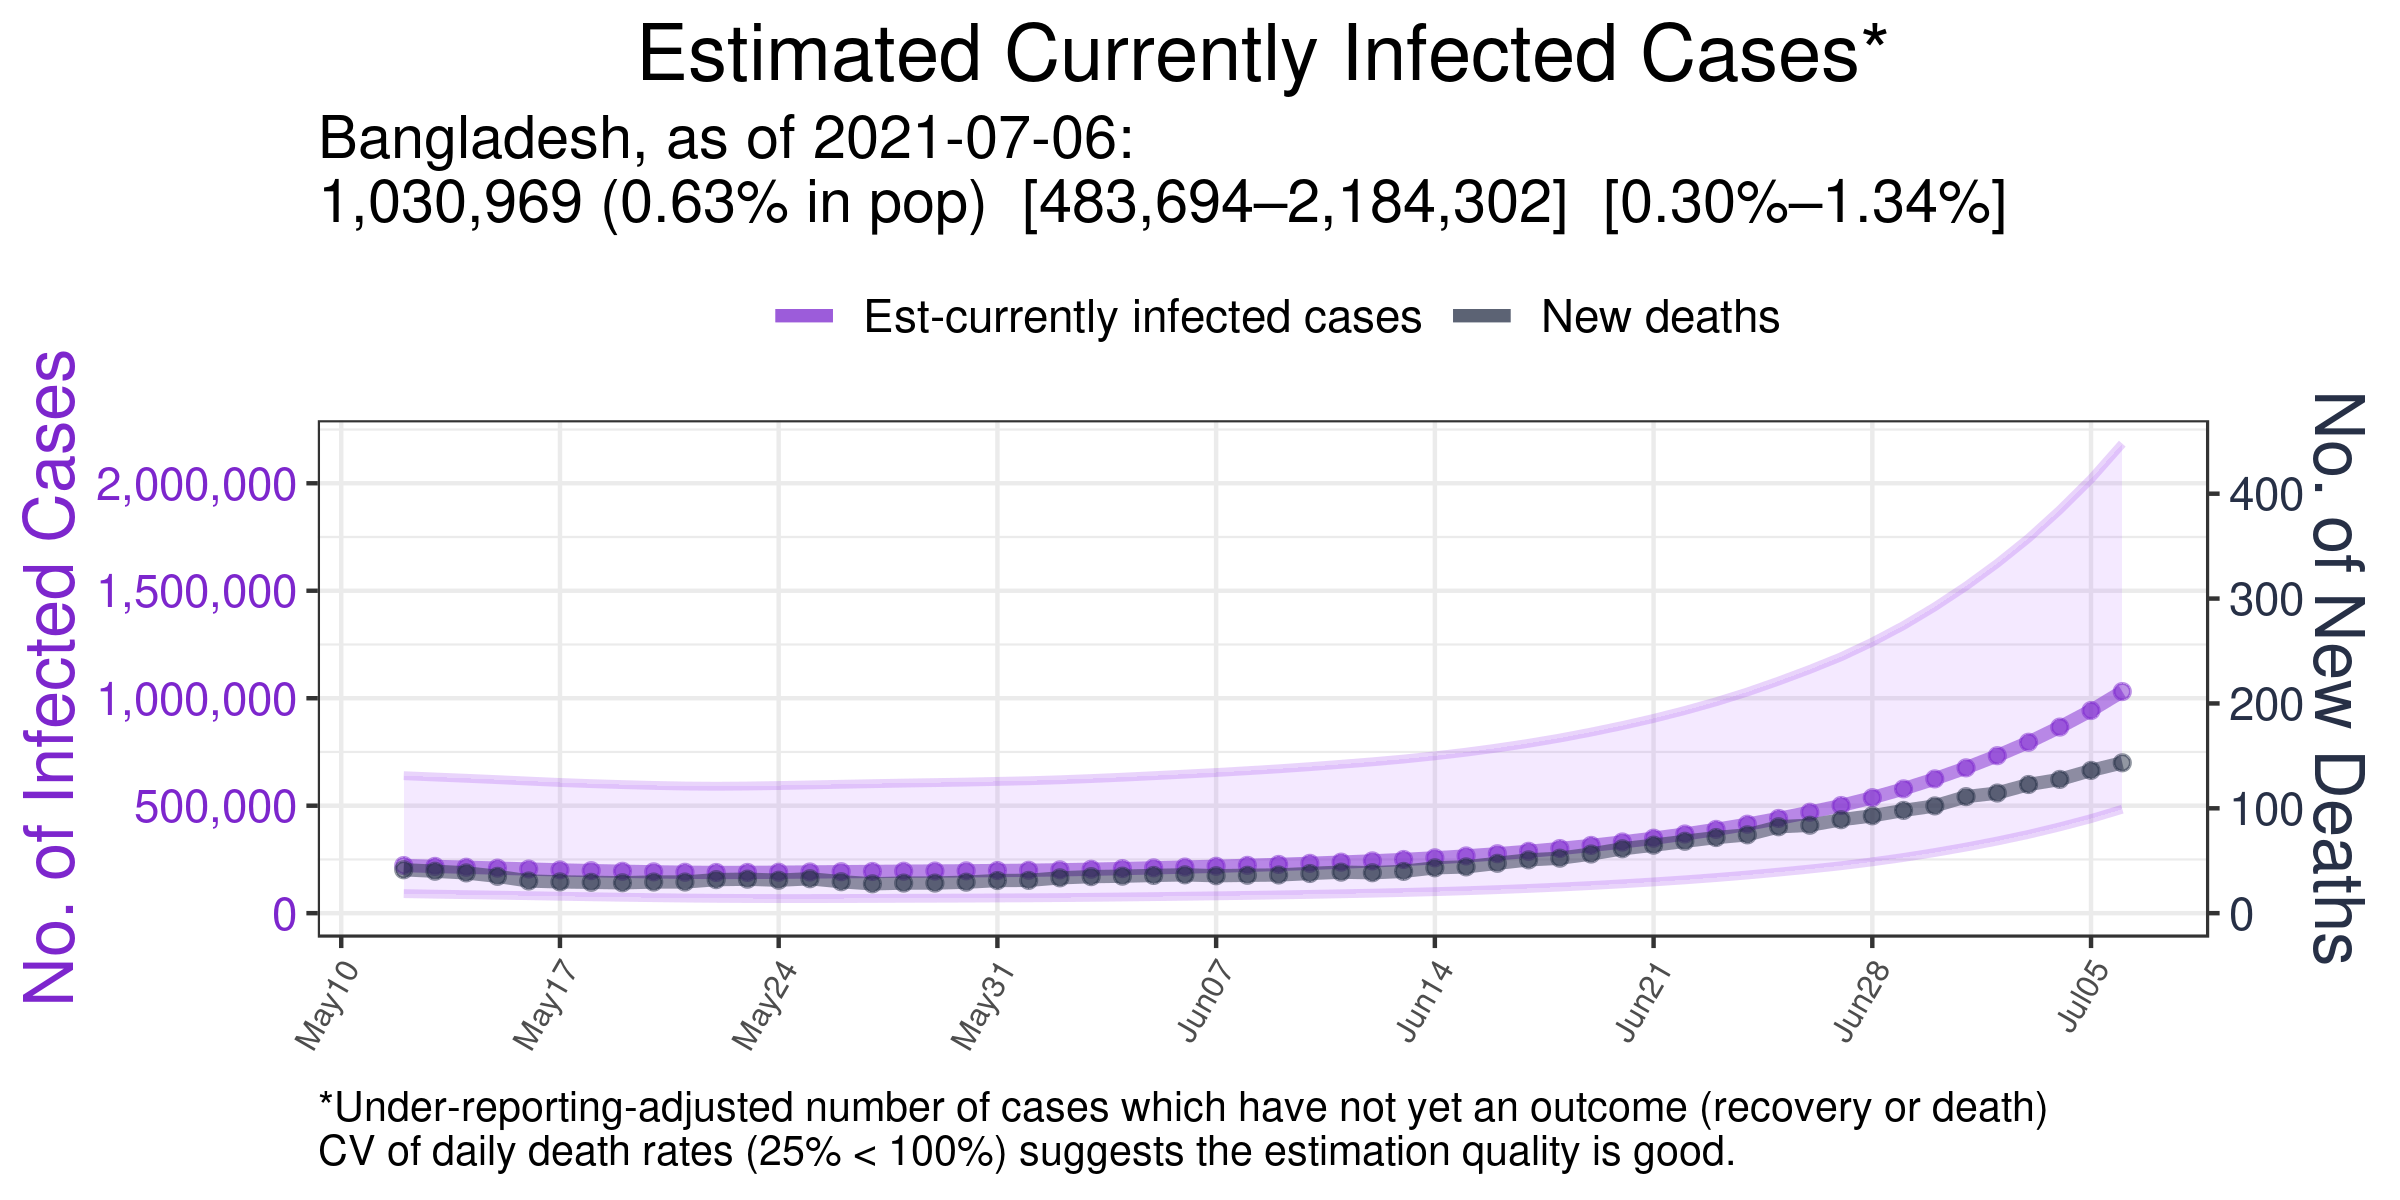 Estimated Currently Infected Cases*
Bangladesh, as of 2021-07-06:
1,030,969 (0.63% in pop)  [483,694–2,184,302]  [0.30%–1.34%]
Est-currently infected cases
New deaths
No. of Infected Cases
2,000,000
1,500,000
1,000,000
500,000
0
No. of New Deaths
400
300
200
100
0
May10
May17
May24
May31
Jun07
Jun14
Jun21
Jun28
Jul05
*Under-reporting-adjusted number of cases which have not yet an outcome (recovery or death)
CV of daily death rates (25% < 100%) suggests the estimation quality is good.